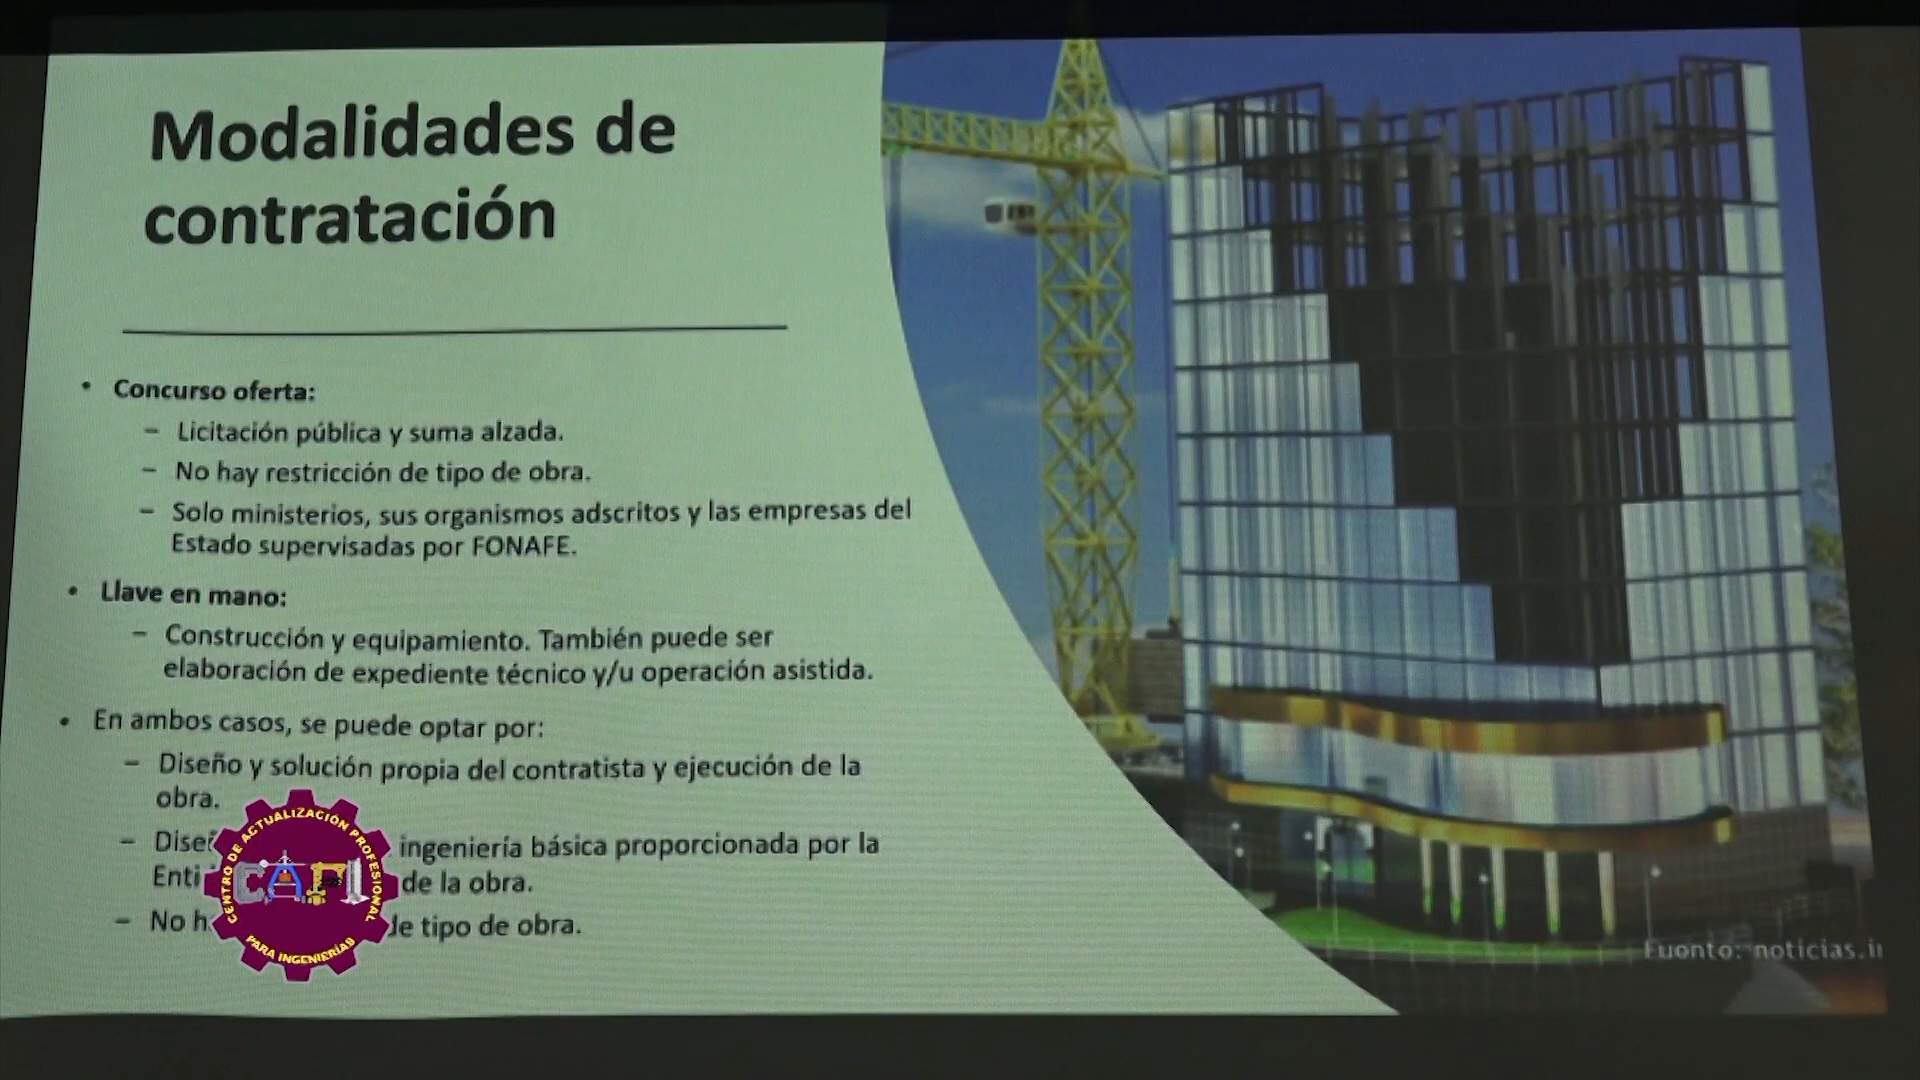 Modalidades de
contratación
• Concurso oferta:
– Licitación pública y suma alzada.
– No hay restricción de tipo de obra.
– Solo ministerios, sus organismos adscritos y las empresas del
Estado supervisadas por FONAFE.
• Llave en mano:
– Construcción y equipamiento. También puede ser
elaboración de expediente técnico y/u operación asistida.
• En ambos casos, se puede optar por:
– Diseño y solución propia del contratista y ejecución de la
obra.
– ingeniería básica proporcionada por la
de la obra.
– No de tipo de obra.
CENTRO DE ACTUALIZACIÓN PROFESIONAL
CAPI
PARA INGENIERÍAS